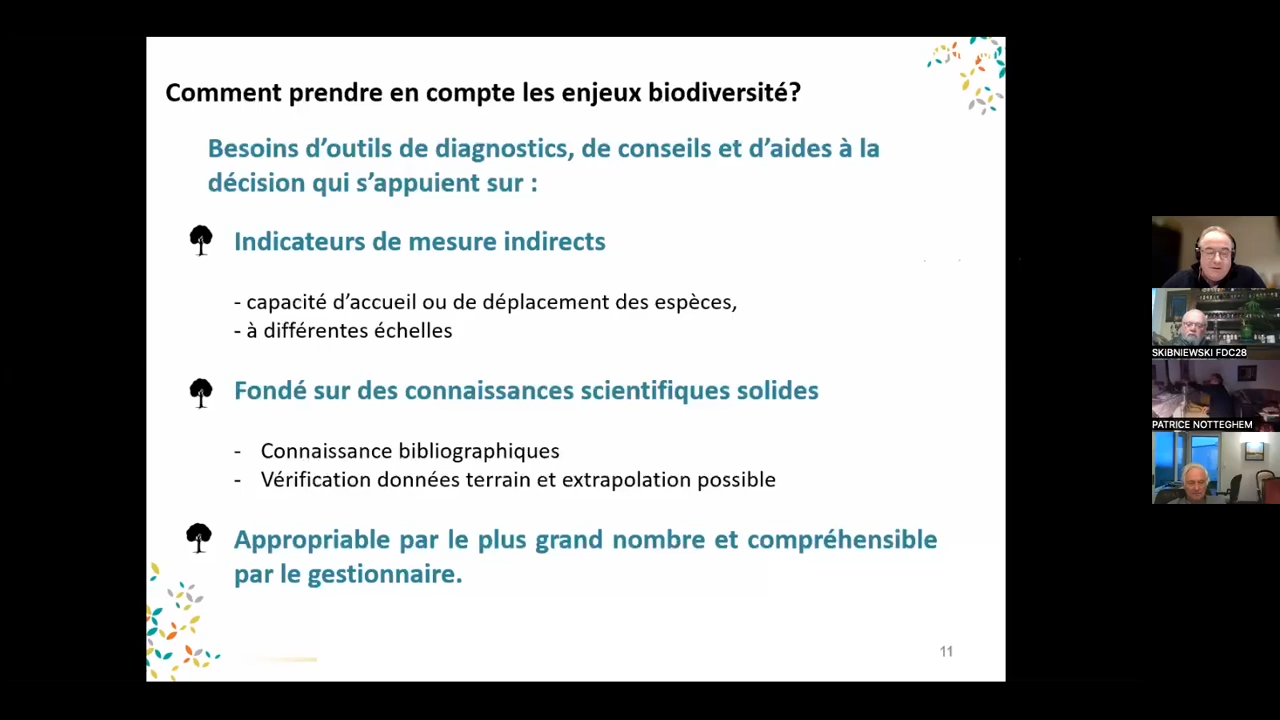 Comment prendre en compte les enjeux biodiversité?
Besoins d’outils de diagnostics, de conseils et d’aides à la
décision qui s’appuient sur :
Indicateurs de mesure indirects
- capacité d’accueil ou de déplacement des espèces,
- à différentes échelles
Fondé sur des connaissances scientifiques solides
- Connaissance bibliographiques
- Vérification données terrain et extrapolation possible
Appropriable par le plus grand nombre et compréhensible
par le gestionnaire.
11
SKIBNIEWSKI FDC28
PATRICE NOTTEGHEM